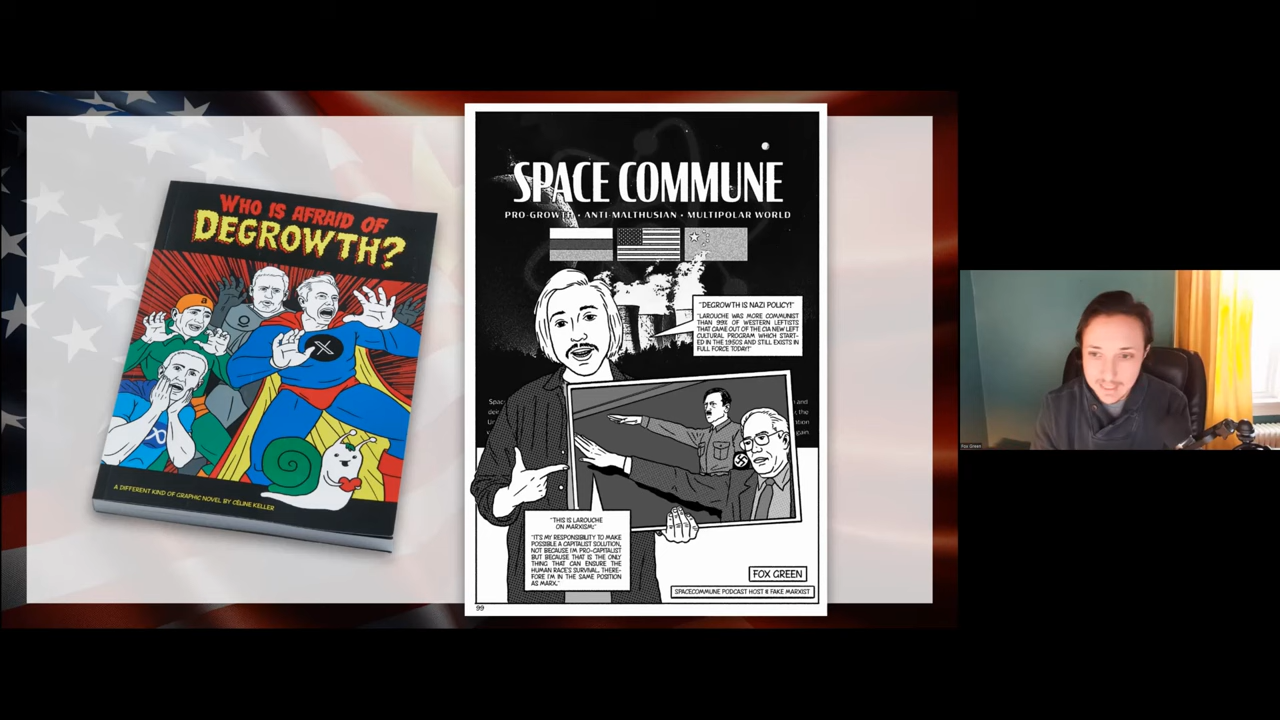 WHO IS AFRAID OF
DEGROWTH?
A DIFFERENT KIND OF GRAPHIC NOVEL BY CÉLINE KELLER
SPACE COMMUNE
PRO-GROWTH • ANTI-MALTHUSIAN • MULTIPOLAR WORLD
"DEGROWTH IS NAZI POLICY!"
"LAROUCHE WAS MORE COMMUNIST
THAN 99% OF WESTERN LEFTISTS
THAT CAME OUT OF THE CIA NEW LEFT
CULTURAL PROGRAM WHICH START-
ED IN THE 1950S AND STILL EXISTS IN
FULL FORCE TODAY!"
"THIS IS LAROUCHE
ON MARXISM:"
"IT'S MY RESPONSIBILITY TO MAKE
POSSIBLE A CAPITALIST SOLUTION,
NOT BECAUSE I'M PRO-CAPITALIST
BUT BECAUSE THAT IS THE ONLY
THING THAT CAN ENSURE THE
HUMAN RACE'S SURVIVAL, THERE-
FORE I'M IN THE SAME POSITION
AS MARX."
FOX GREEN
SPACECOMMUNE PODCAST HOST & FAKE MARXIST
99
Fox Green